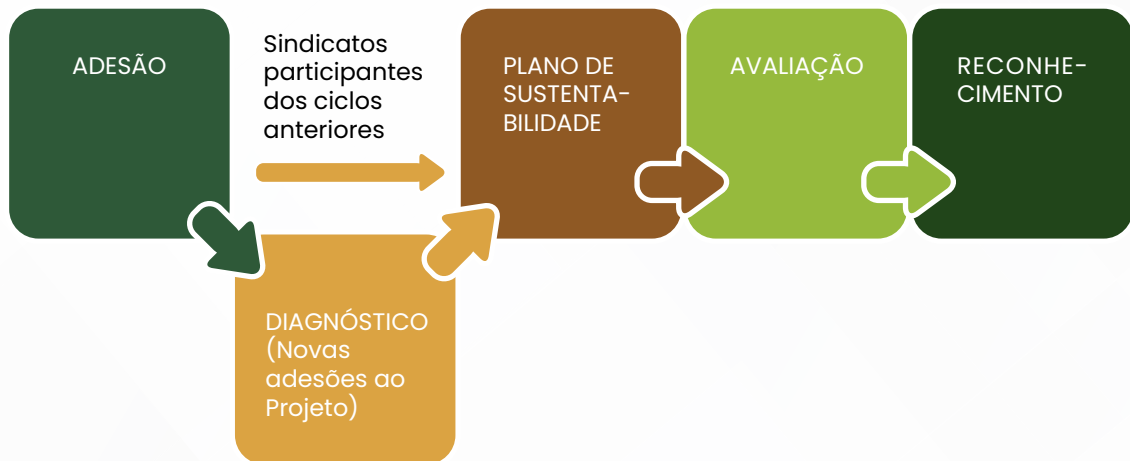 ADESÃO
Sindicatos
participantes
dos ciclos
anteriores
DIAGNÓSTICO
(Novas
adesões ao
Projeto)
PLANO DE
SUSTENTA-
BILIDADE
AVALIAÇÃO
RECONHE-
CIMENTO